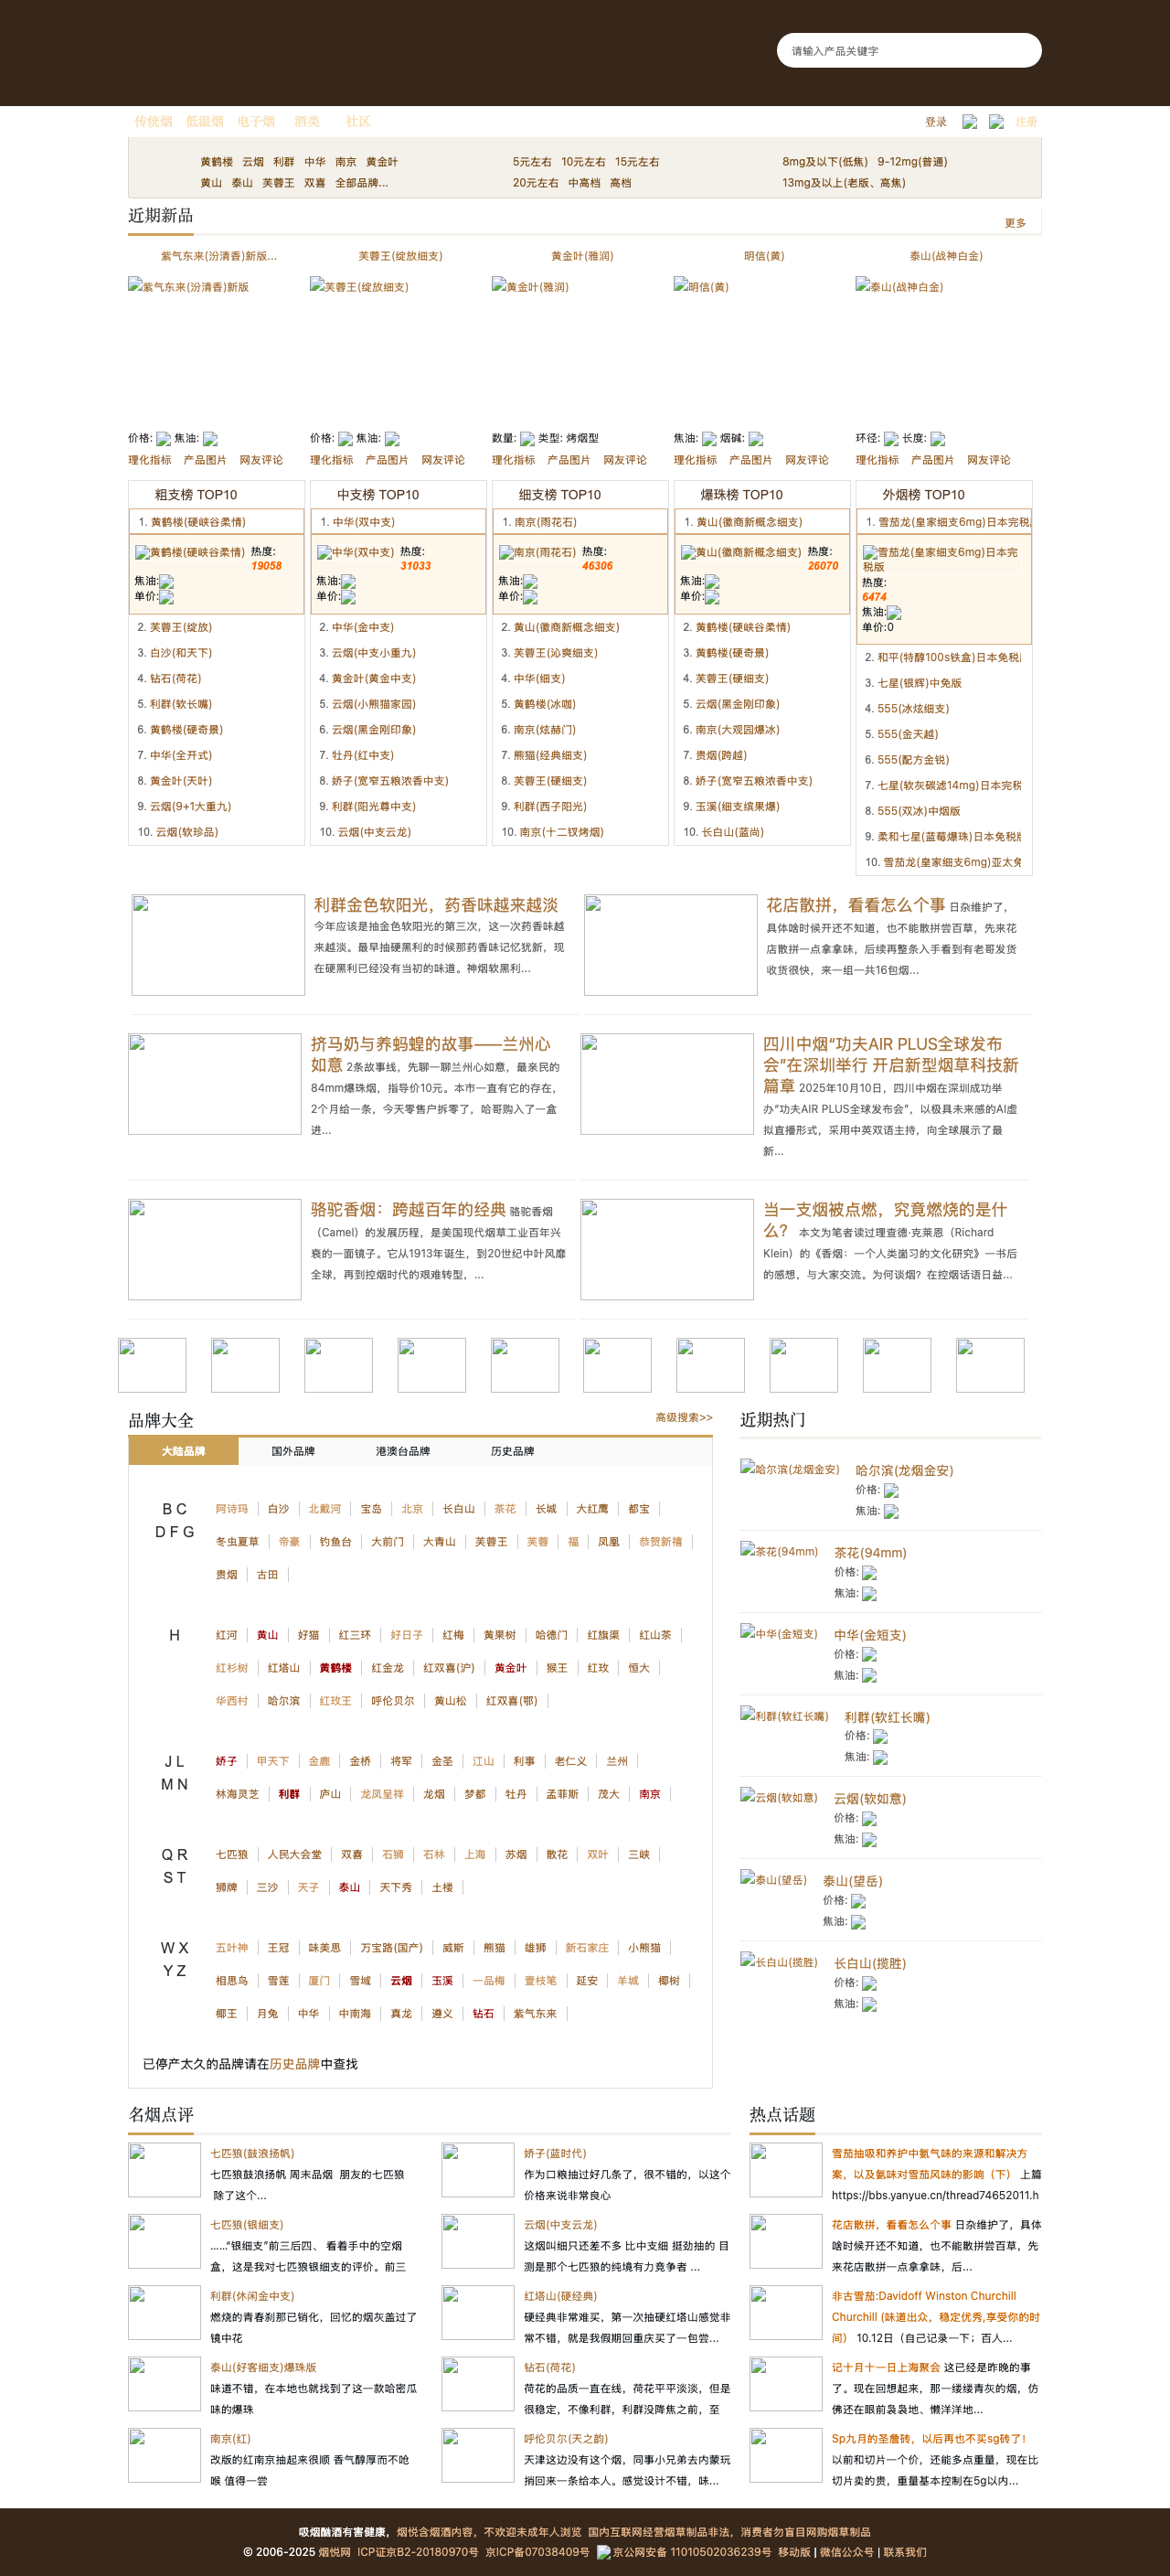 请输入产品关键字
传统烟 低温烟 电子烟 酒类 社区
登录 注册
黄鹤楼 云烟 利群 中华 南京 黄金叶
黄山 泰山 芙蓉王 双喜 全部品牌...
5元左右 10元左右 15元左右
20元左右 中高档 高档
8mg及以下(低焦) 9-12mg(普通)
13mg及以上(老版、高焦)
近期新品
更多
紫气东来(汾清香)新版...
紫气东来(汾清香)新版
价格: 焦油:
理化指标 产品图片 网友评论
芙蓉王(绽放细支)
芙蓉王(绽放细支)
价格: 焦油:
理化指标 产品图片 网友评论
黄金叶(雅润)
黄金叶(雅润)
数量: 类型: 烤烟型
理化指标 产品图片 网友评论
明信(黄)
明信(黄)
焦油: 烟碱:
理化指标 产品图片 网友评论
泰山(战神白金)
泰山(战神白金)
环径: 长度:
理化指标 产品图片 网友评论
粗支榜 TOP10
1. 黄鹤楼(硬峡谷柔情)
黄鹤楼(硬峡谷柔情) 热度:
19058
焦油:
单价:
2. 芙蓉王(绽放)
3. 白沙(和天下)
4. 钻石(荷花)
5. 利群(软长嘴)
6. 黄鹤楼(硬奇景)
7. 中华(全开式)
8. 黄金叶(天叶)
9. 云烟(9+1大重九)
10. 云烟(软珍品)
中支榜 TOP10
1. 中华(双中支)
中华(双中支) 热度:
31033
焦油:
单价:
2. 中华(金中支)
3. 云烟(中支小重九)
4. 黄金叶(黄金中支)
5. 云烟(小熊猫家园)
6. 云烟(黑金刚印象)
7. 牡丹(红中支)
8. 娇子(宽窄五粮浓香中支)
9. 利群(阳光尊中支)
10. 云烟(中支云龙)
细支榜 TOP10
1. 南京(雨花石)
南京(雨花石) 热度:
46306
焦油:
单价:
2. 黄山(徽商新概念细支)
3. 芙蓉王(沁爽细支)
4. 中华(细支)
5. 黄鹤楼(冰咖)
6. 南京(炫赫门)
7. 熊猫(经典细支)
8. 芙蓉王(硬细支)
9. 利群(西子阳光)
10. 南京(十二钗烤烟)
爆珠榜 TOP10
1. 黄山(徽商新概念细支)
黄山(徽商新概念细支) 热度:
26070
焦油:
单价:
2. 黄鹤楼(硬峡谷柔情)
3. 黄鹤楼(硬奇景)
4. 芙蓉王(硬细支)
5. 云烟(黑金刚印象)
6. 南京(大观园爆冰)
7. 贵烟(跨越)
8. 娇子(宽窄五粮浓香中支)
9. 玉溪(细支缤果爆)
10. 长白山(蓝尚)
外烟榜 TOP10
1. 雪茄龙(皇家细支6mg)日本完税
雪茄龙(皇家细支6mg)日本完
税版
热度:
6474
焦油:
单价:0
2. 和平(特醇100s铁盒)日本免税
3. 七星(银辉)中免版
4. 555(冰炫细支)
5. 555(金天越)
6. 555(配方金锐)
7. 七星(软灰碳滤14mg)日本完税
8. 555(双冰)中烟版
9. 柔和七星(蓝莓爆珠)日本免税版
10. 雪茄龙(皇家细支6mg)亚太免
利群金色软阳光，药香味越来越淡
今年应该是抽金色软阳光的第三次，这一次药香味越
来越淡。最早抽硬黑利的时候那药香味记忆犹新，现
在硬黑利已经没有当初的味道。神烟软黑利...
花店散拼，看看怎么个事 日杂维护了，
具体啥时候开还不知道，也不能散拼尝百草，先来花
店散拼一点拿拿味，后续再整条入手看到有老哥发货
收货很快，来一组一共16包烟...
挤马奶与养蚂蝗的故事——兰州心
如意 2条故事线，先聊一聊兰州心如意，最亲民的
84mm爆珠烟，指导价10元。本市一直有它的存在，
2个月给一条，今天零售户拆零了，哈哥购入了一盒
进...
四川中烟“功夫AIR PLUS全球发布
会”在深圳举行 开启新型烟草科技新
篇章 2025年10月10日，四川中烟在深圳成功举
办“功夫AIR PLUS全球发布会”，以极具未来感的AI虚
拟直播形式，采用中英双语主持，向全球展示了最
新...
骆驼香烟：跨越百年的经典 骆驼香烟
（Camel）的发展历程，是美国现代烟草工业百年兴
衰的一面镜子。它从1913年诞生，到20世纪中叶风靡
全球，再到控烟时代的艰难转型，...
当一支烟被点燃，究竟燃烧的是什
么？ 本文为笔者读过理查德·克莱恩（Richard
Klein）的《香烟：一个人类崮习的文化研究》一书后
的感想，与大家交流。为何谈烟？在控烟话语日益...
品牌大全
高级搜索>>
大陆品牌 国外品牌 港澳台品牌 历史品牌
B C
D F G
阿诗玛 白沙 北戴河 宝岛 北京 长白山 茶花 长城 大红鹰 都宝
冬虫夏草 帝豪 钓鱼台 大前门 大青山 芙蓉王 芙蓉 福 凤凰 恭贺新禧
贵烟 古田
H
红河 黄山 好猫 红三环 好日子 红梅 黄果树 哈德门 红旗渠 红山茶
红杉树 红塔山 黄鹤楼 红金龙 红双喜(沪) 黄金叶 猴王 红玫 恒大
华西村 哈尔滨 红玫王 呼伦贝尔 黄山松 红双喜(鄂)
J L
M N
娇子 甲天下 金鹿 金桥 将军 金圣 江山 利事 老仁义 兰州
林海灵芝 利群 庐山 龙凤呈祥 龙烟 梦都 牡丹 孟菲斯 茂大 南京
Q R
S T
七匹狼 人民大会堂 双喜 石狮 石林 上海 苏烟 散花 双叶 三峡
狮牌 三沙 天子 泰山 天下秀 土楼
W X
Y Z
五叶神 王冠 味美思 万宝路(国产) 威斯 熊猫 雄狮 新石家庄 小熊猫
相思鸟 雪莲 厦门 雪域 云烟 玉溪 一品梅 壹枝笔 延安 羊城 椰树
椰王 月兔 中华 中南海 真龙 遵义 钻石 紫气东来
已停产太久的品牌请在历史品牌中查找
近期热门
哈尔滨(龙烟金安) 哈尔滨(龙烟金安)
价格:
焦油:
茶花(94mm) 茶花(94mm)
价格:
焦油:
中华(金短支) 中华(金短支)
价格:
焦油:
利群(软红长嘴) 利群(软红长嘴)
价格:
焦油:
云烟(软如意) 云烟(软如意)
价格:
焦油:
泰山(望岳) 泰山(望岳)
价格:
焦油:
长白山(揽胜) 长白山(揽胜)
价格:
焦油:
名烟点评
七匹狼(鼓浪扬帆)
七匹狼鼓浪扬帆 周末品烟 朋友的七匹狼
除了这个...
娇子(蓝时代)
作为口粮抽过好几条了，很不错的，以这个
价格来说非常良心
七匹狼(银细支)
……“银细支”前三后四、 看着手中的空烟
盒，这是我对七匹狼银细支的评价。前三
云烟(中支云龙)
这烟叫细只还差不多 比中支细 挺劲抽的 目
测是那个七匹狼的纯境有力竞争者 ...
利群(休闲金中支)
燃烧的青春刹那已销化，回忆的烟灰盖过了
镜中花
红塔山(硬经典)
硬经典非常难买，第一次抽硬红塔山感觉非
常不错，就是我假期回重庆买了一包尝...
泰山(好客细支)爆珠版
味道不错，在本地也就找到了这一款哈密瓜
味的爆珠
钻石(荷花)
荷花的品质一直在线，荷花平平淡淡，但是
很稳定，不像利群，利群没降焦之前，至
南京(红)
改版的红南京抽起来很顺 香气醇厚而不呛
喉 值得一尝
呼伦贝尔(天之韵)
天津这边没有这个烟，同事小兄弟去内蒙玩
捎回来一条给本人。感觉设计不错，味...
热点话题
雪茄抽吸和养护中氨气味的来源和解决方
案，以及氨味对雪茄风味的影响（下） 上篇
https://bbs.yanyue.cn/thread74652011.h
花店散拼，看看怎么个事 日杂维护了，具体
啥时候开还不知道，也不能散拼尝百草，先
来花店散拼一点拿拿味，后...
非古雪茄:Davidoff Winston Churchill
Churchill (味道出众，稳定优秀,享受你的时
间） 10.12日（自己记录一下；百人...
记十月十一日上海聚会 这已经是昨晚的事
了。现在回想起来，那一缕缕青灰的烟，仿
佛还在眼前袅袅地、懒洋洋地...
Sp九月的圣詹砖，以后再也不买sg砖了！
以前和切片一个价，还能多点重量，现在比
切片卖的贵，重量基本控制在5g以内...
吸烟酗酒有害健康，烟悦含烟酒内容，不欢迎未成年人浏览 国内互联网经营烟草制品非法，消费者勿盲目网购烟草制品
© 2006-2025 烟悦网 ICP证京B2-20180970号 京ICP备07038409号 京公网安备 11010502036239号 移动版 | 微信公众号 | 联系我们